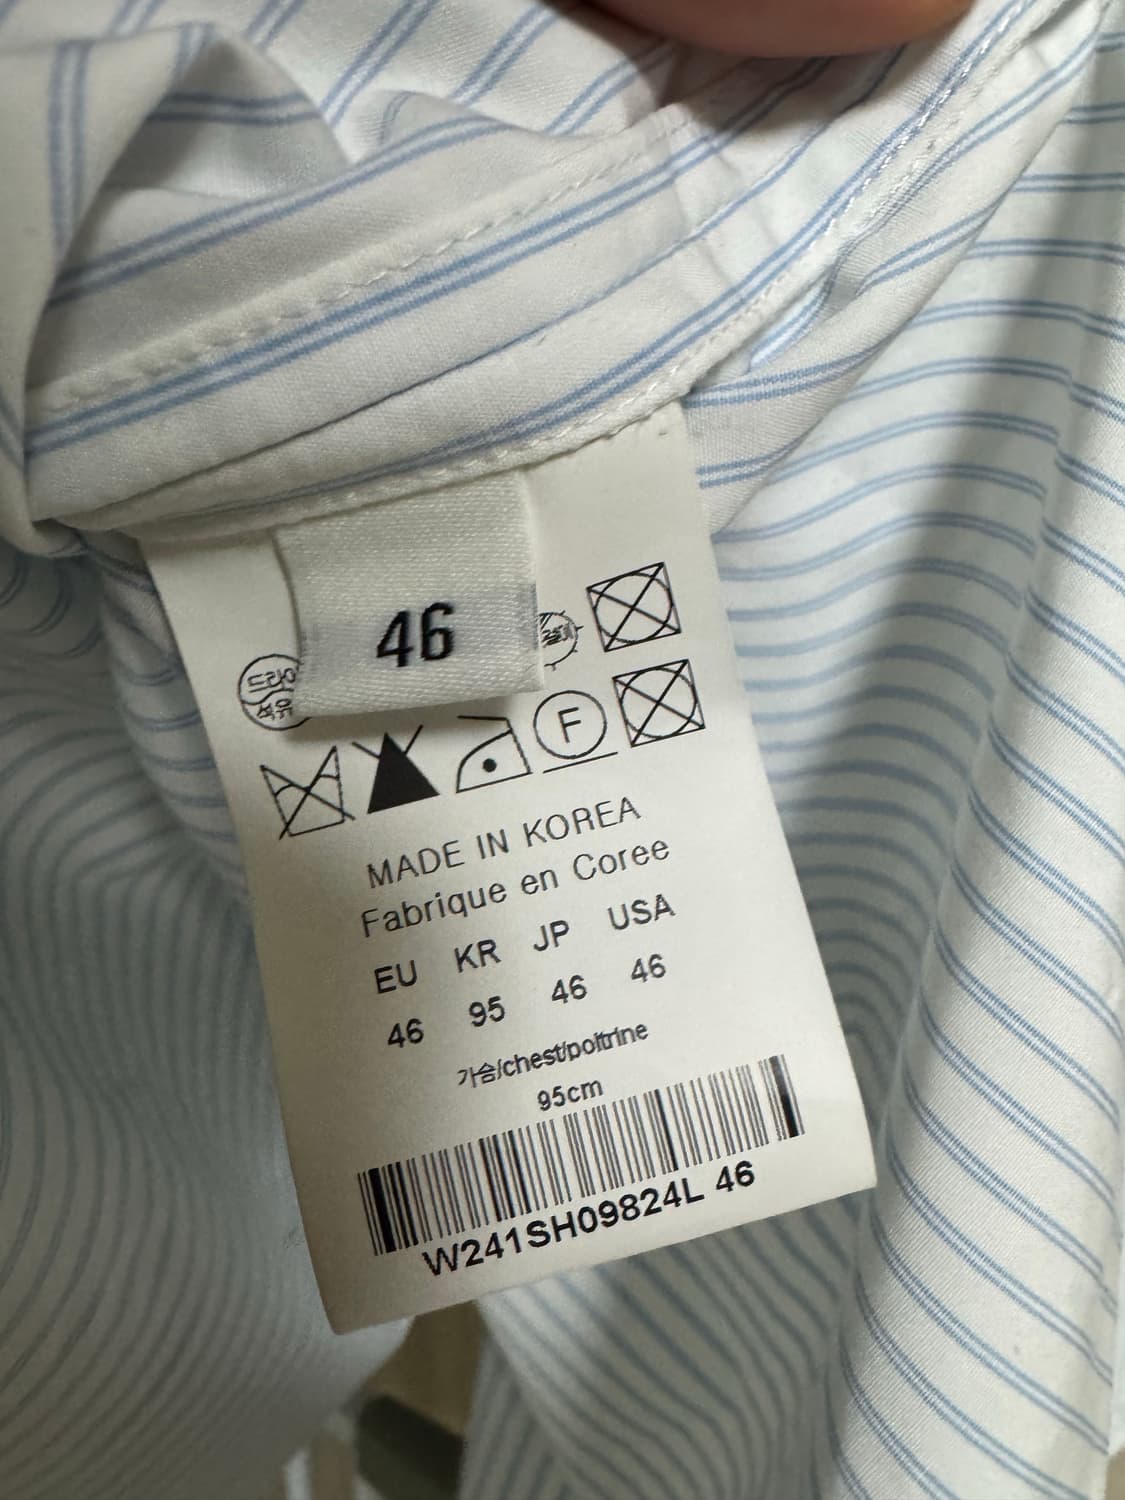 46
드라이
석유
F
MADE IN KOREA
Fabrique en Coree
EU KR JP USA
46 95 46 46
가슴/chest/poitrine
95cm
W241SH09824L 46